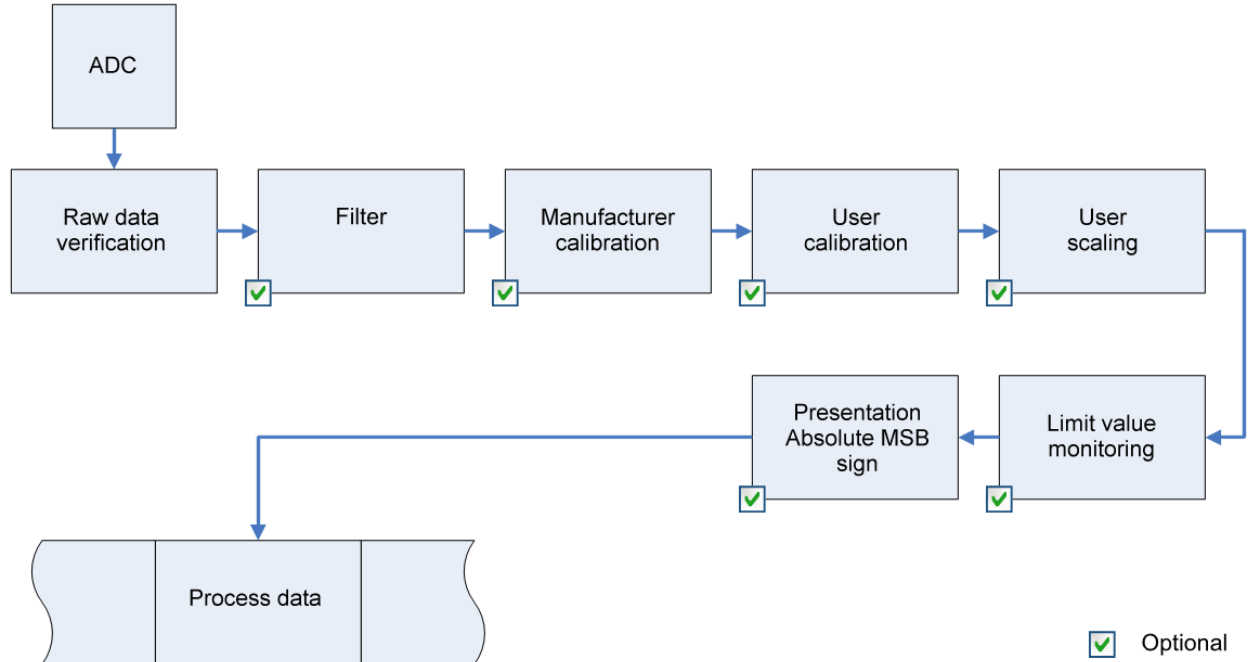 ADC
Raw data
verification
Filter
Manufacturer
calibration
User
calibration
User
scaling
Presentation
Absolute MSB
sign
Limit value
monitoring
Process data
Optional